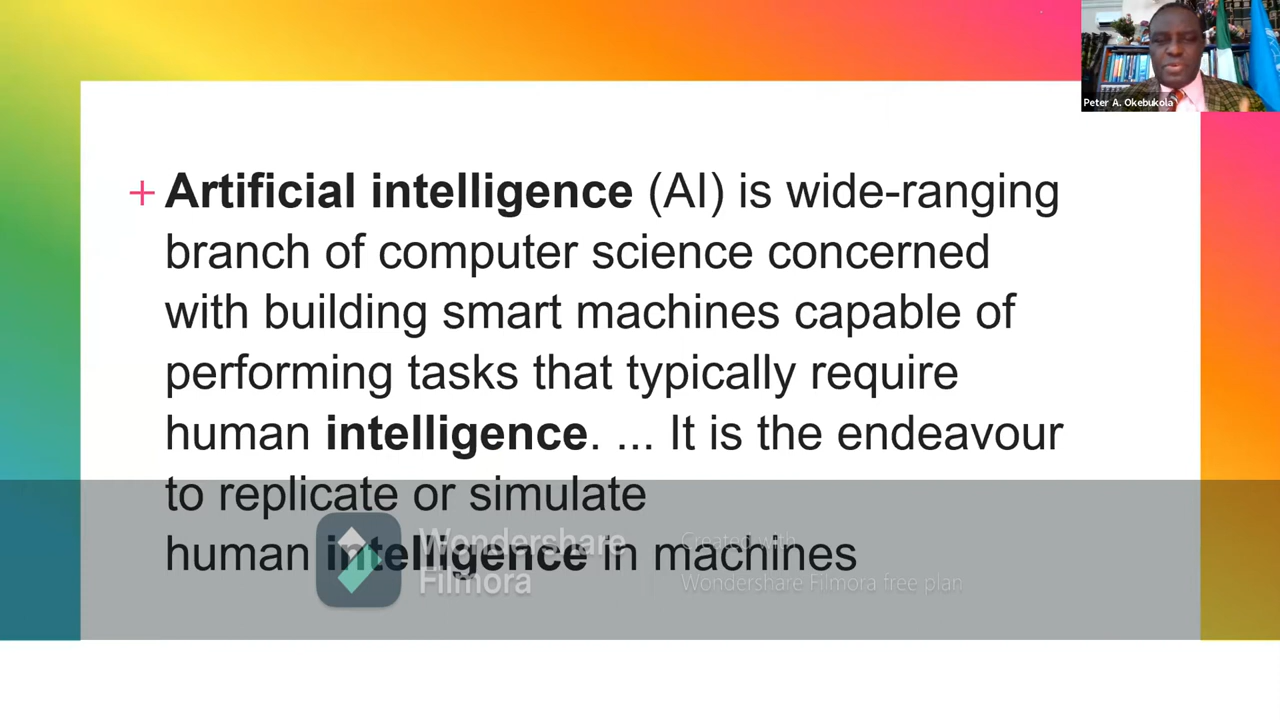 Peter A. Okebukola
+ Artificial intelligence (AI) is wide-ranging
branch of computer science concerned
with building smart machines capable of
performing tasks that typically require
human intelligence. ... It is the endeavour
to replicate or simulate
human intelligence in machines
Wondershare
Filmora
Created with
Wondershare Filmora free plan